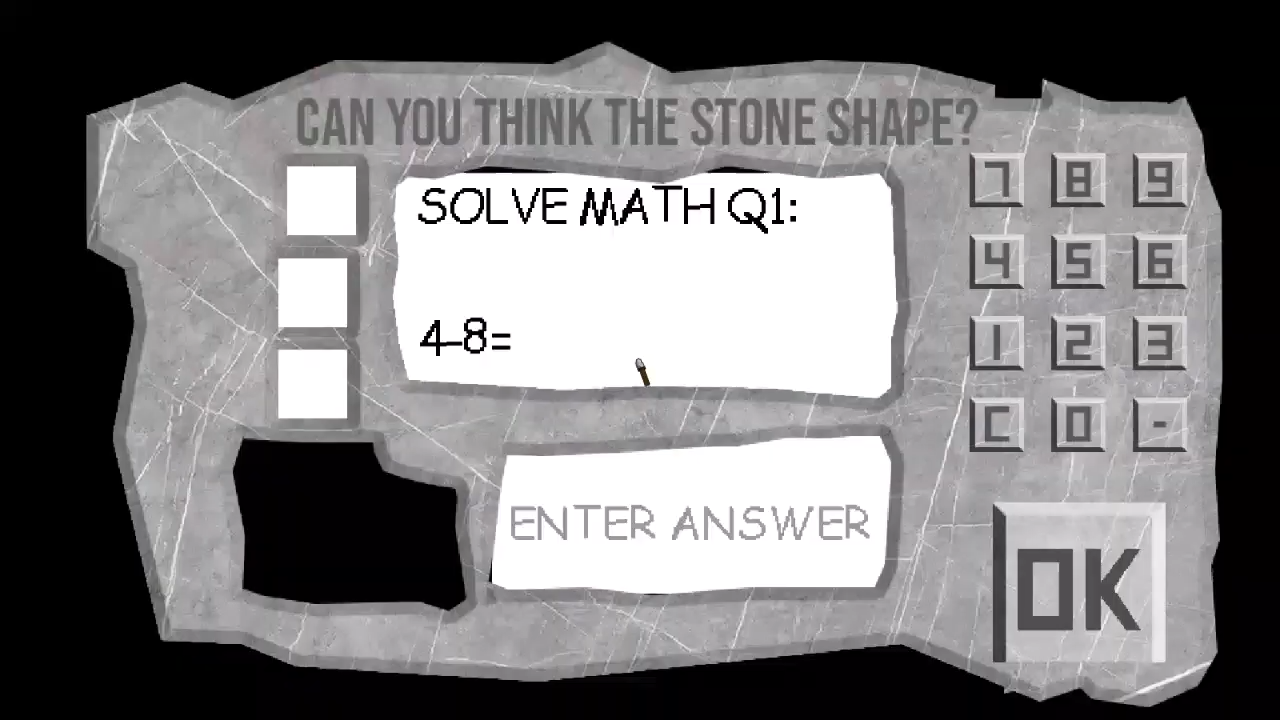 CAN YOU THINK THE STONE SHAPE?
SOLVE MATH Q1:
4-8=
ENTER ANSWER
7 8 9
4 5 6
1 2 3
C 0 -
OK